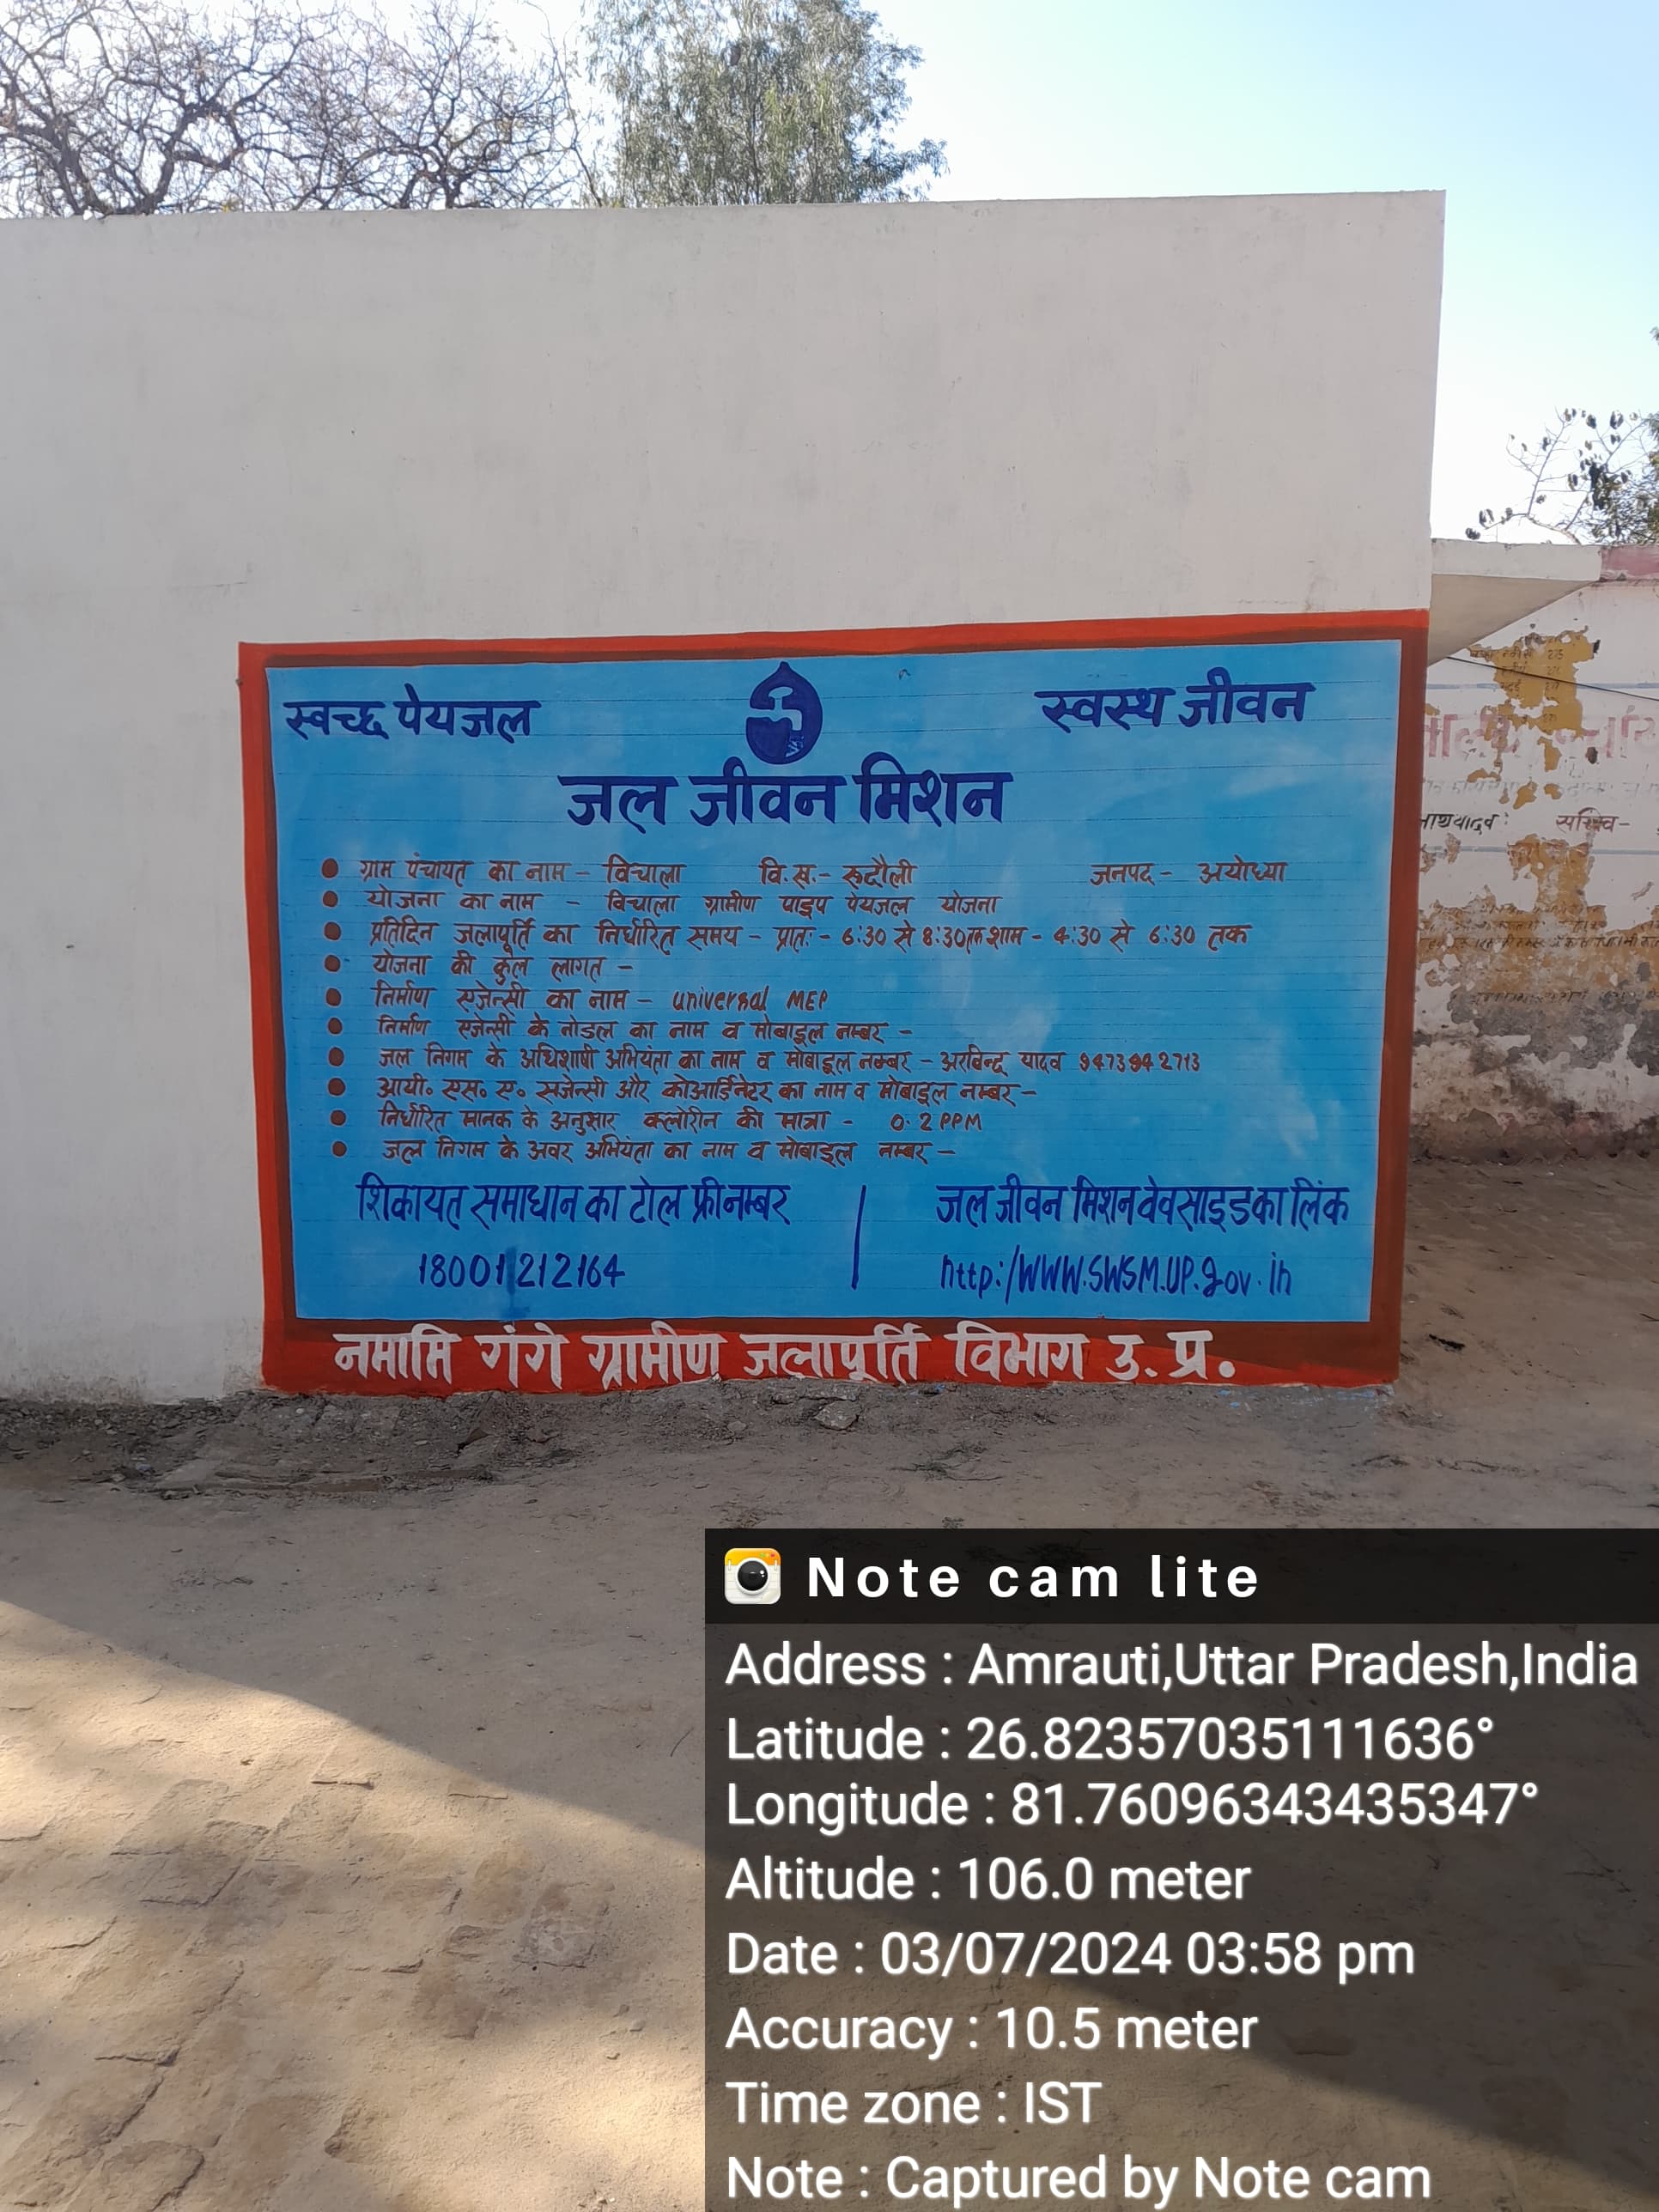 स्वच्छ पेयजल
स्वस्थ जीवन
जल जीवन मिशन
ग्राम पंचायत का नाम - विचाला वि.स.- रूदौली जनपद - अयोध्या
योजना का नाम - विचाला ग्रामीण पाइप पेयजल योजना
प्रतिदिन जलापूर्ति का निर्धारित समय - प्रातः - 6:30 से 8:30 तक शाम - 4:30 से 6:30 तक
योजना की कुल लागत -
निर्माण एजेन्सी का नाम - universal MEP
निर्माण एजेन्सी के नोडल का नाम व मोबाइल नम्बर -
जल निगम के अधिशाषी अभियंता का नाम व मोबाइल नम्बर - अरविन्द यादव 9473942713
आयी० एस० ए० एजेन्सी और कोआर्डिनेटर का नाम व मोबाइल नम्बर -
निर्धारित मानक के अनुसार क्लोरीन की मात्रा - 0.2 PPM
जल निगम के अवर अभियंता का नाम व मोबाइल नम्बर -
शिकायत समाधान का टोल फ्री नम्बर
18001212164
जल जीवन मिशन वेवसाइड का लिंक
http:/WWW.SWSM.UP.gov.in
नमामि गंगे ग्रामीण जलापूर्ति विभाग उ.प्र.
सचिव-
Note cam lite
Address : Amrauti,Uttar Pradesh,India
Latitude : 26.82357035111636°
Longitude : 81.76096343435347°
Altitude : 106.0 meter
Date : 03/07/2024 03:58 pm
Accuracy : 10.5 meter
Time zone : IST
Note : Captured by Note cam